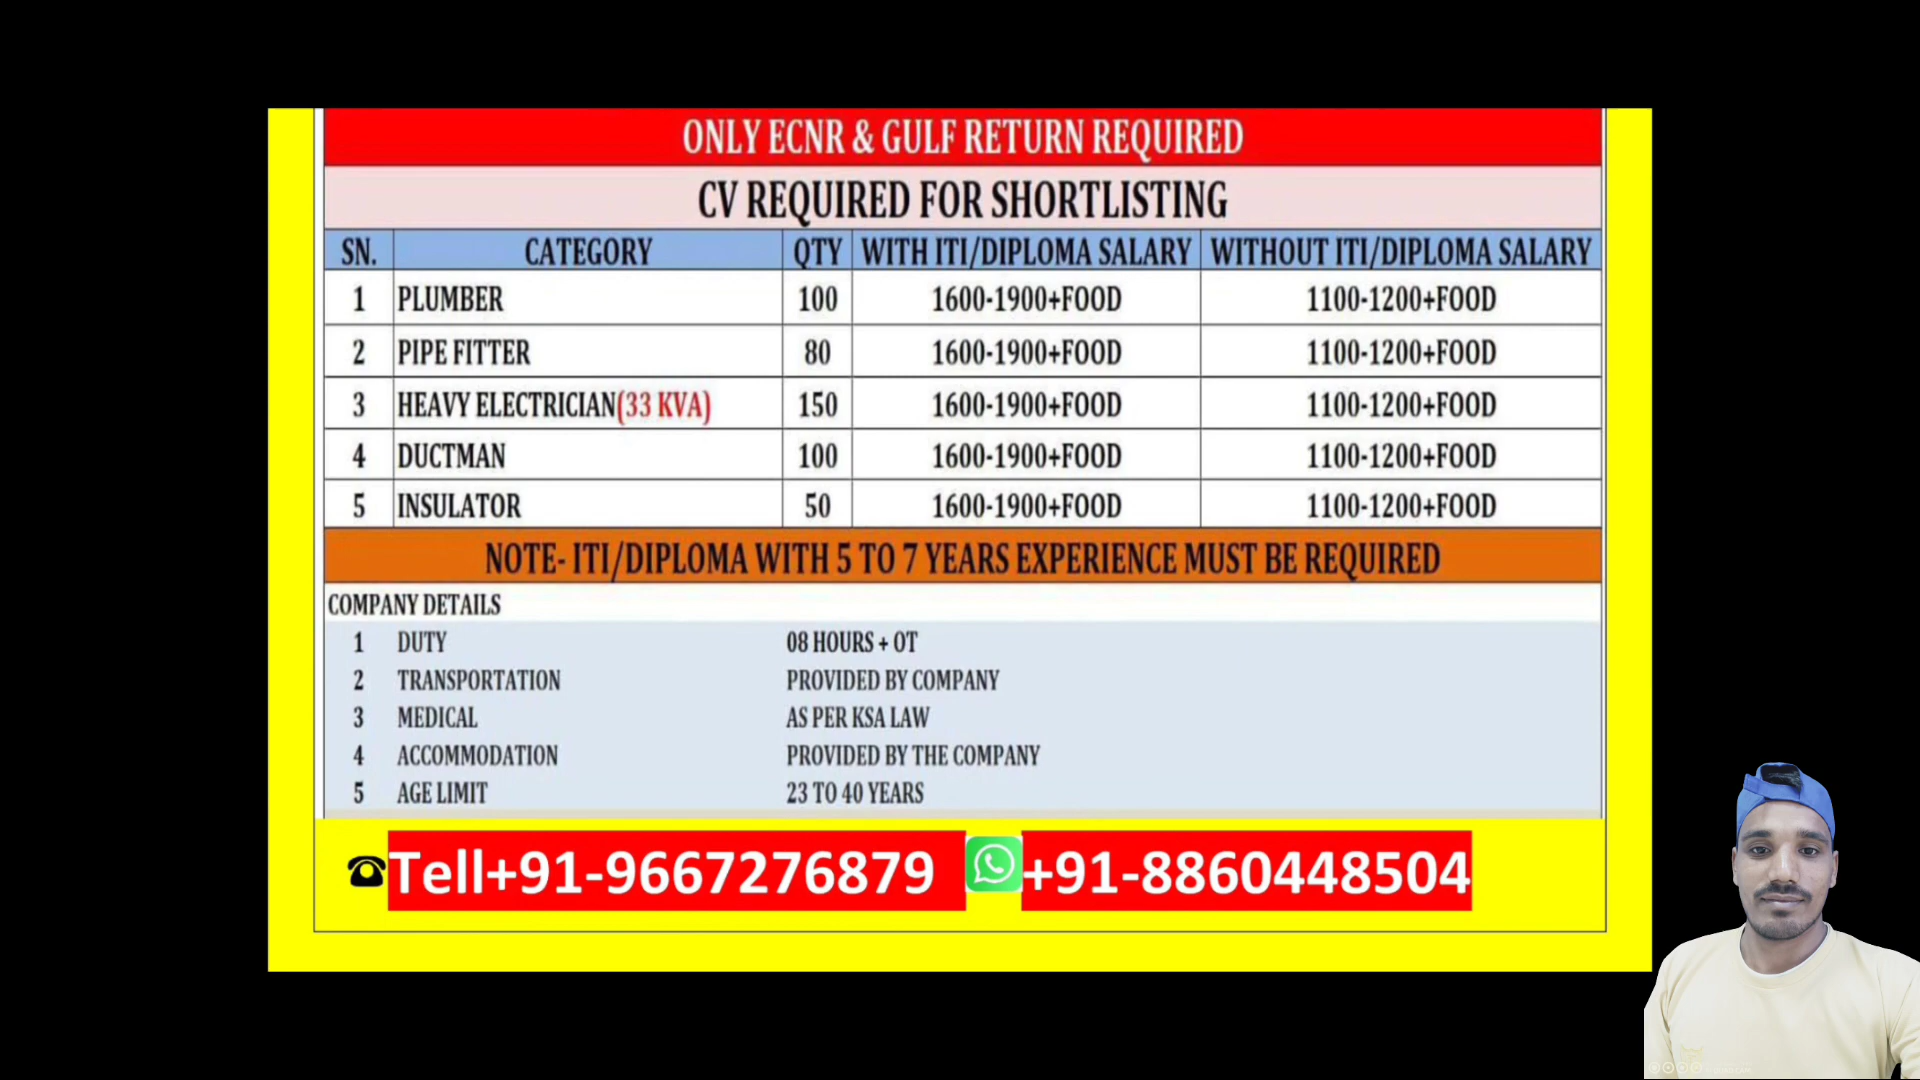 ONLY ECNR & GULF RETURN REQUIRED
CV REQUIRED FOR SHORTLISTING
SN. CATEGORY QTY WITH ITI/DIPLOMA SALARY WITHOUT ITI/DIPLOMA SALARY
1 PLUMBER 100 1600-1900+FOOD 1100-1200+FOOD
2 PIPE FITTER 80 1600-1900+FOOD 1100-1200+FOOD
3 HEAVY ELECTRICIAN(33 KVA) 150 1600-1900+FOOD 1100-1200+FOOD
4 DUCTMAN 100 1600-1900+FOOD 1100-1200+FOOD
5 INSULATOR 50 1600-1900+FOOD 1100-1200+FOOD
NOTE- ITI/DIPLOMA WITH 5 TO 7 YEARS EXPERIENCE MUST BE REQUIRED
COMPANY DETAILS
1 DUTY 08 HOURS + OT
2 TRANSPORTATION PROVIDED BY COMPANY
3 MEDICAL AS PER KSA LAW
4 ACCOMMODATION PROVIDED BY THE COMPANY
5 AGE LIMIT 23 TO 40 YEARS
Tell+91-9667276879 +91-8860448504